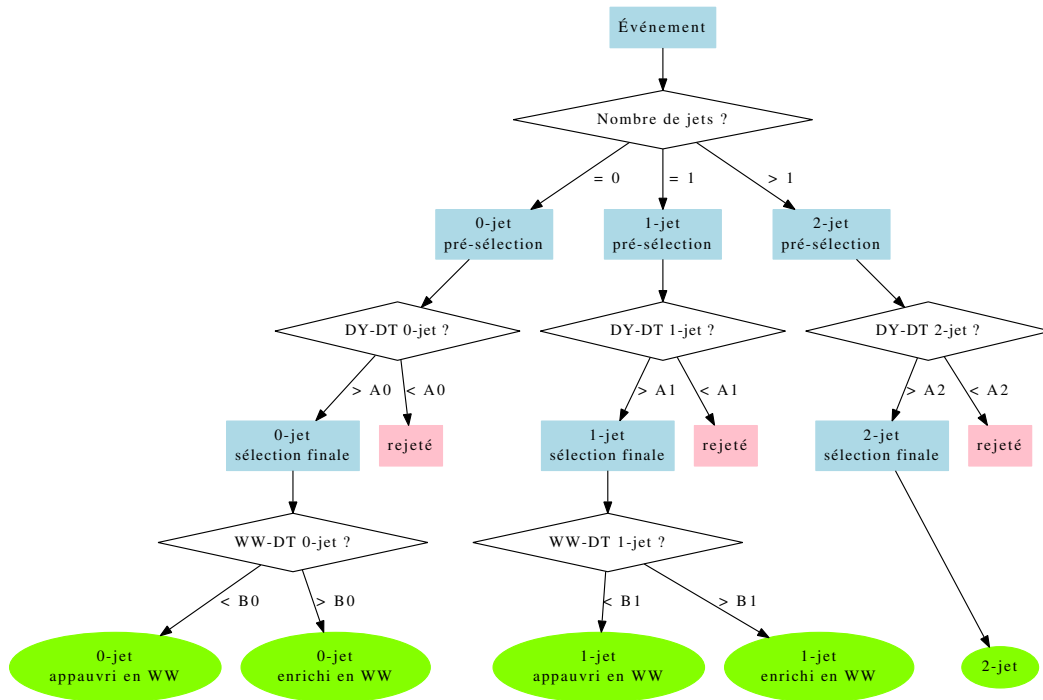 Événement
Nombre de jets ?
= 0
= 1
> 1
0-jet
pré-sélection
1-jet
pré-sélection
2-jet
pré-sélection
DY-DT 0-jet ?
DY-DT 1-jet ?
DY-DT 2-jet ?
> A0
< A0
> A1
< A1
> A2
< A2
0-jet
sélection finale
rejeté
1-jet
sélection finale
rejeté
2-jet
sélection finale
rejeté
WW-DT 0-jet ?
WW-DT 1-jet ?
< B0
> B0
< B1
> B1
0-jet
appauvri en WW
0-jet
enrichi en WW
1-jet
appauvri en WW
1-jet
enrichi en WW
2-jet